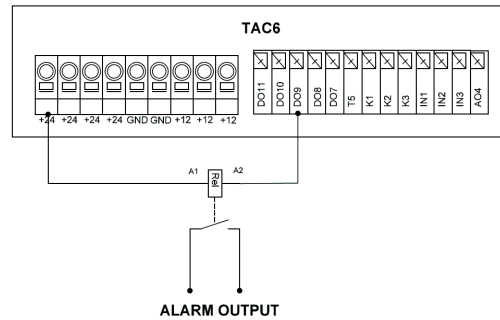 TAC6
DO11 DO10 DO9 DO8 DO7 T5 K1 K2 K3 IN1 IN2 IN3 AO4
+24 +24 +24 +24 GND GND +12 +12 +12
A1 Rel A2
ALARM OUTPUT